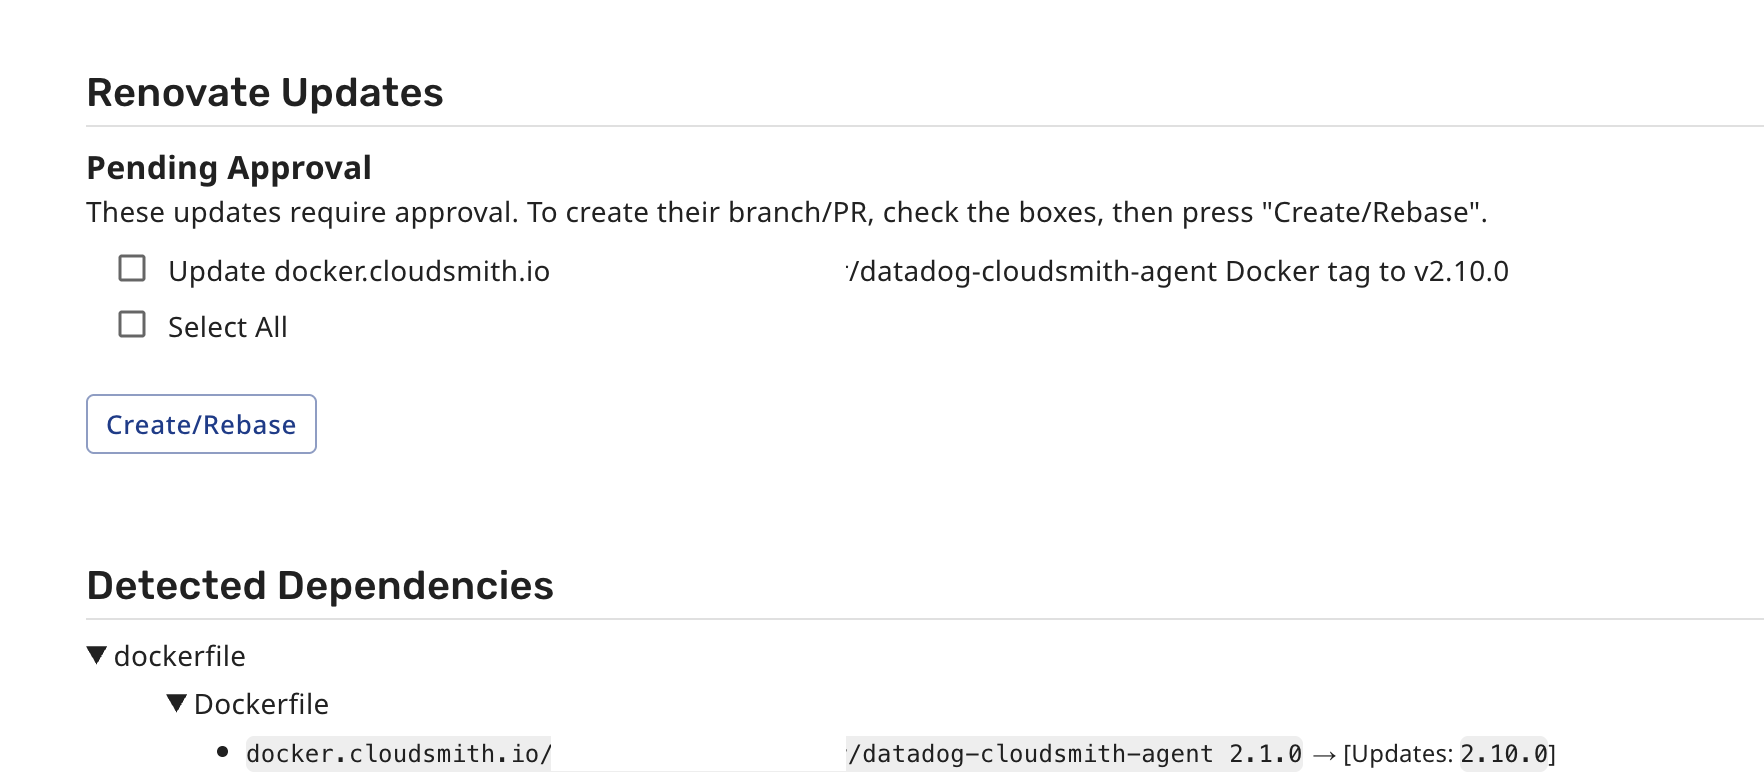 Renovate Updates
Pending Approval
These updates require approval. To create their branch/PR, check the boxes, then press "Create/Rebase".
Update docker.cloudsmith.io /datadog-cloudsmith-agent Docker tag to v2.10.0
Select All
Create/Rebase
Detected Dependencies
▼ dockerfile
▼ Dockerfile
• docker.cloudsmith.io/ /datadog-cloudsmith-agent 2.1.0 → [Updates: 2.10.0]